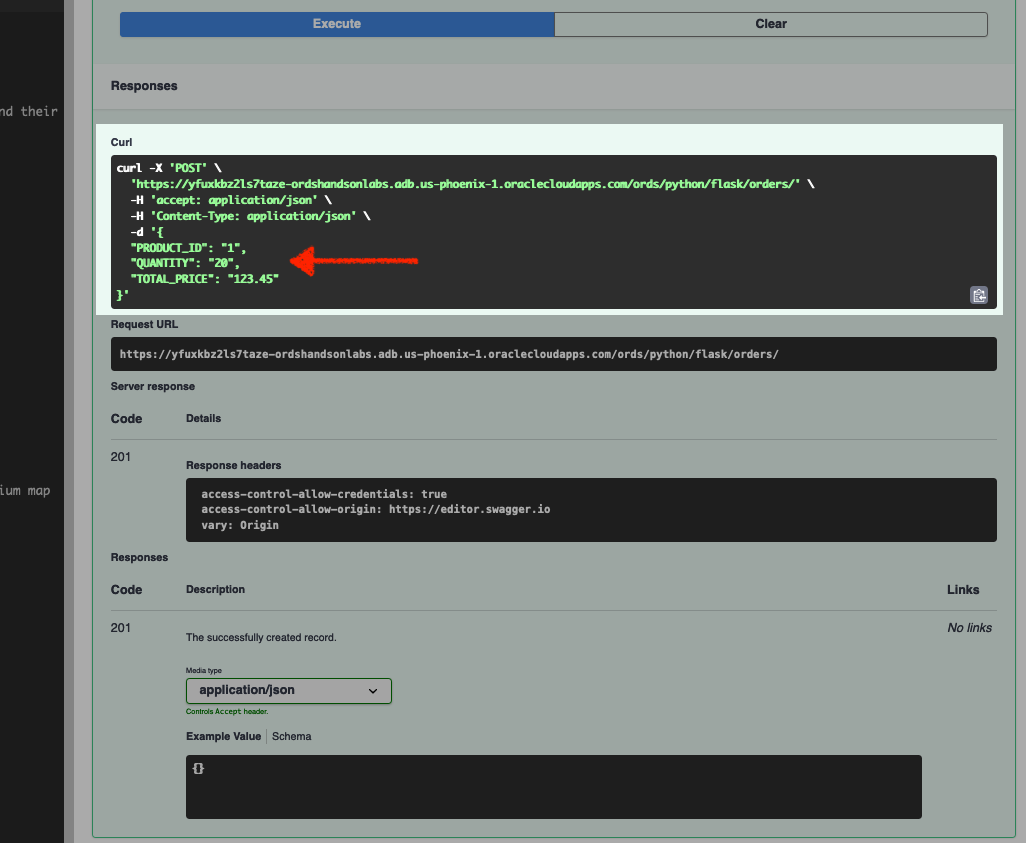 Execute
Clear
nd their
Responses
Curl
curl -X 'POST' \
'https://yfuxkbz2ls7taze-ordshandsonlabs.adb.us-phoenix-1.oraclecloudapps.com/ords/python/flask/orders/' \
-H 'accept: application/json' \
-H 'Content-Type: application/json' \
-d '{
"PRODUCT_ID": "1",
"QUANTITY": "20",
"TOTAL_PRICE": "123.45"
}'
Request URL
https://yfuxkbz2ls7taze-ordshandsonlabs.adb.us-phoenix-1.oraclecloudapps.com/ords/python/flask/orders/
Server response
Code Details
201
Response headers
access-control-allow-credentials: true
access-control-allow-origin: https://editor.swagger.io
vary: Origin
ium map
Responses
Code Description Links
201 No links
The successfully created record.
Media type
application/json
Controls Accept header.
Example Value Schema
{}